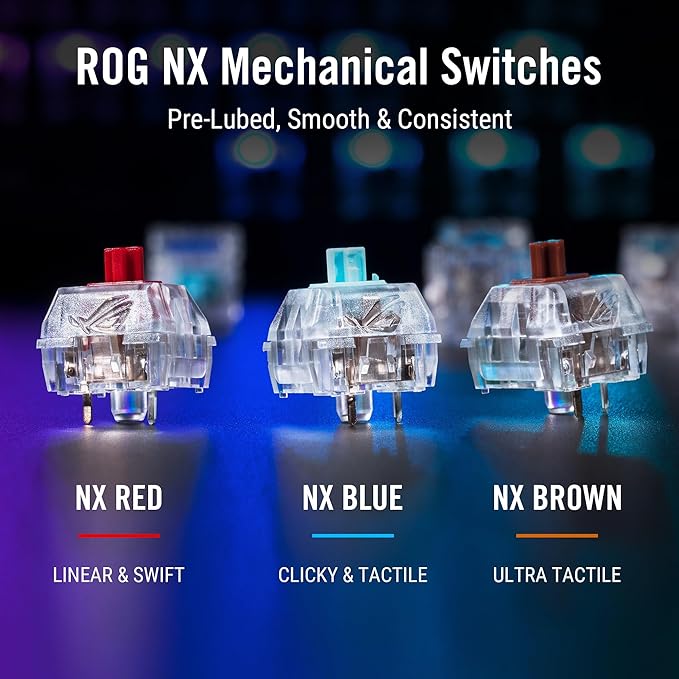 ROG NX Mechanical Switches
Pre-Lubed, Smooth & Consistent
NX RED
NX BLUE
NX BROWN
LINEAR & SWIFT
CLICKY & TACTILE
ULTRA TACTILE